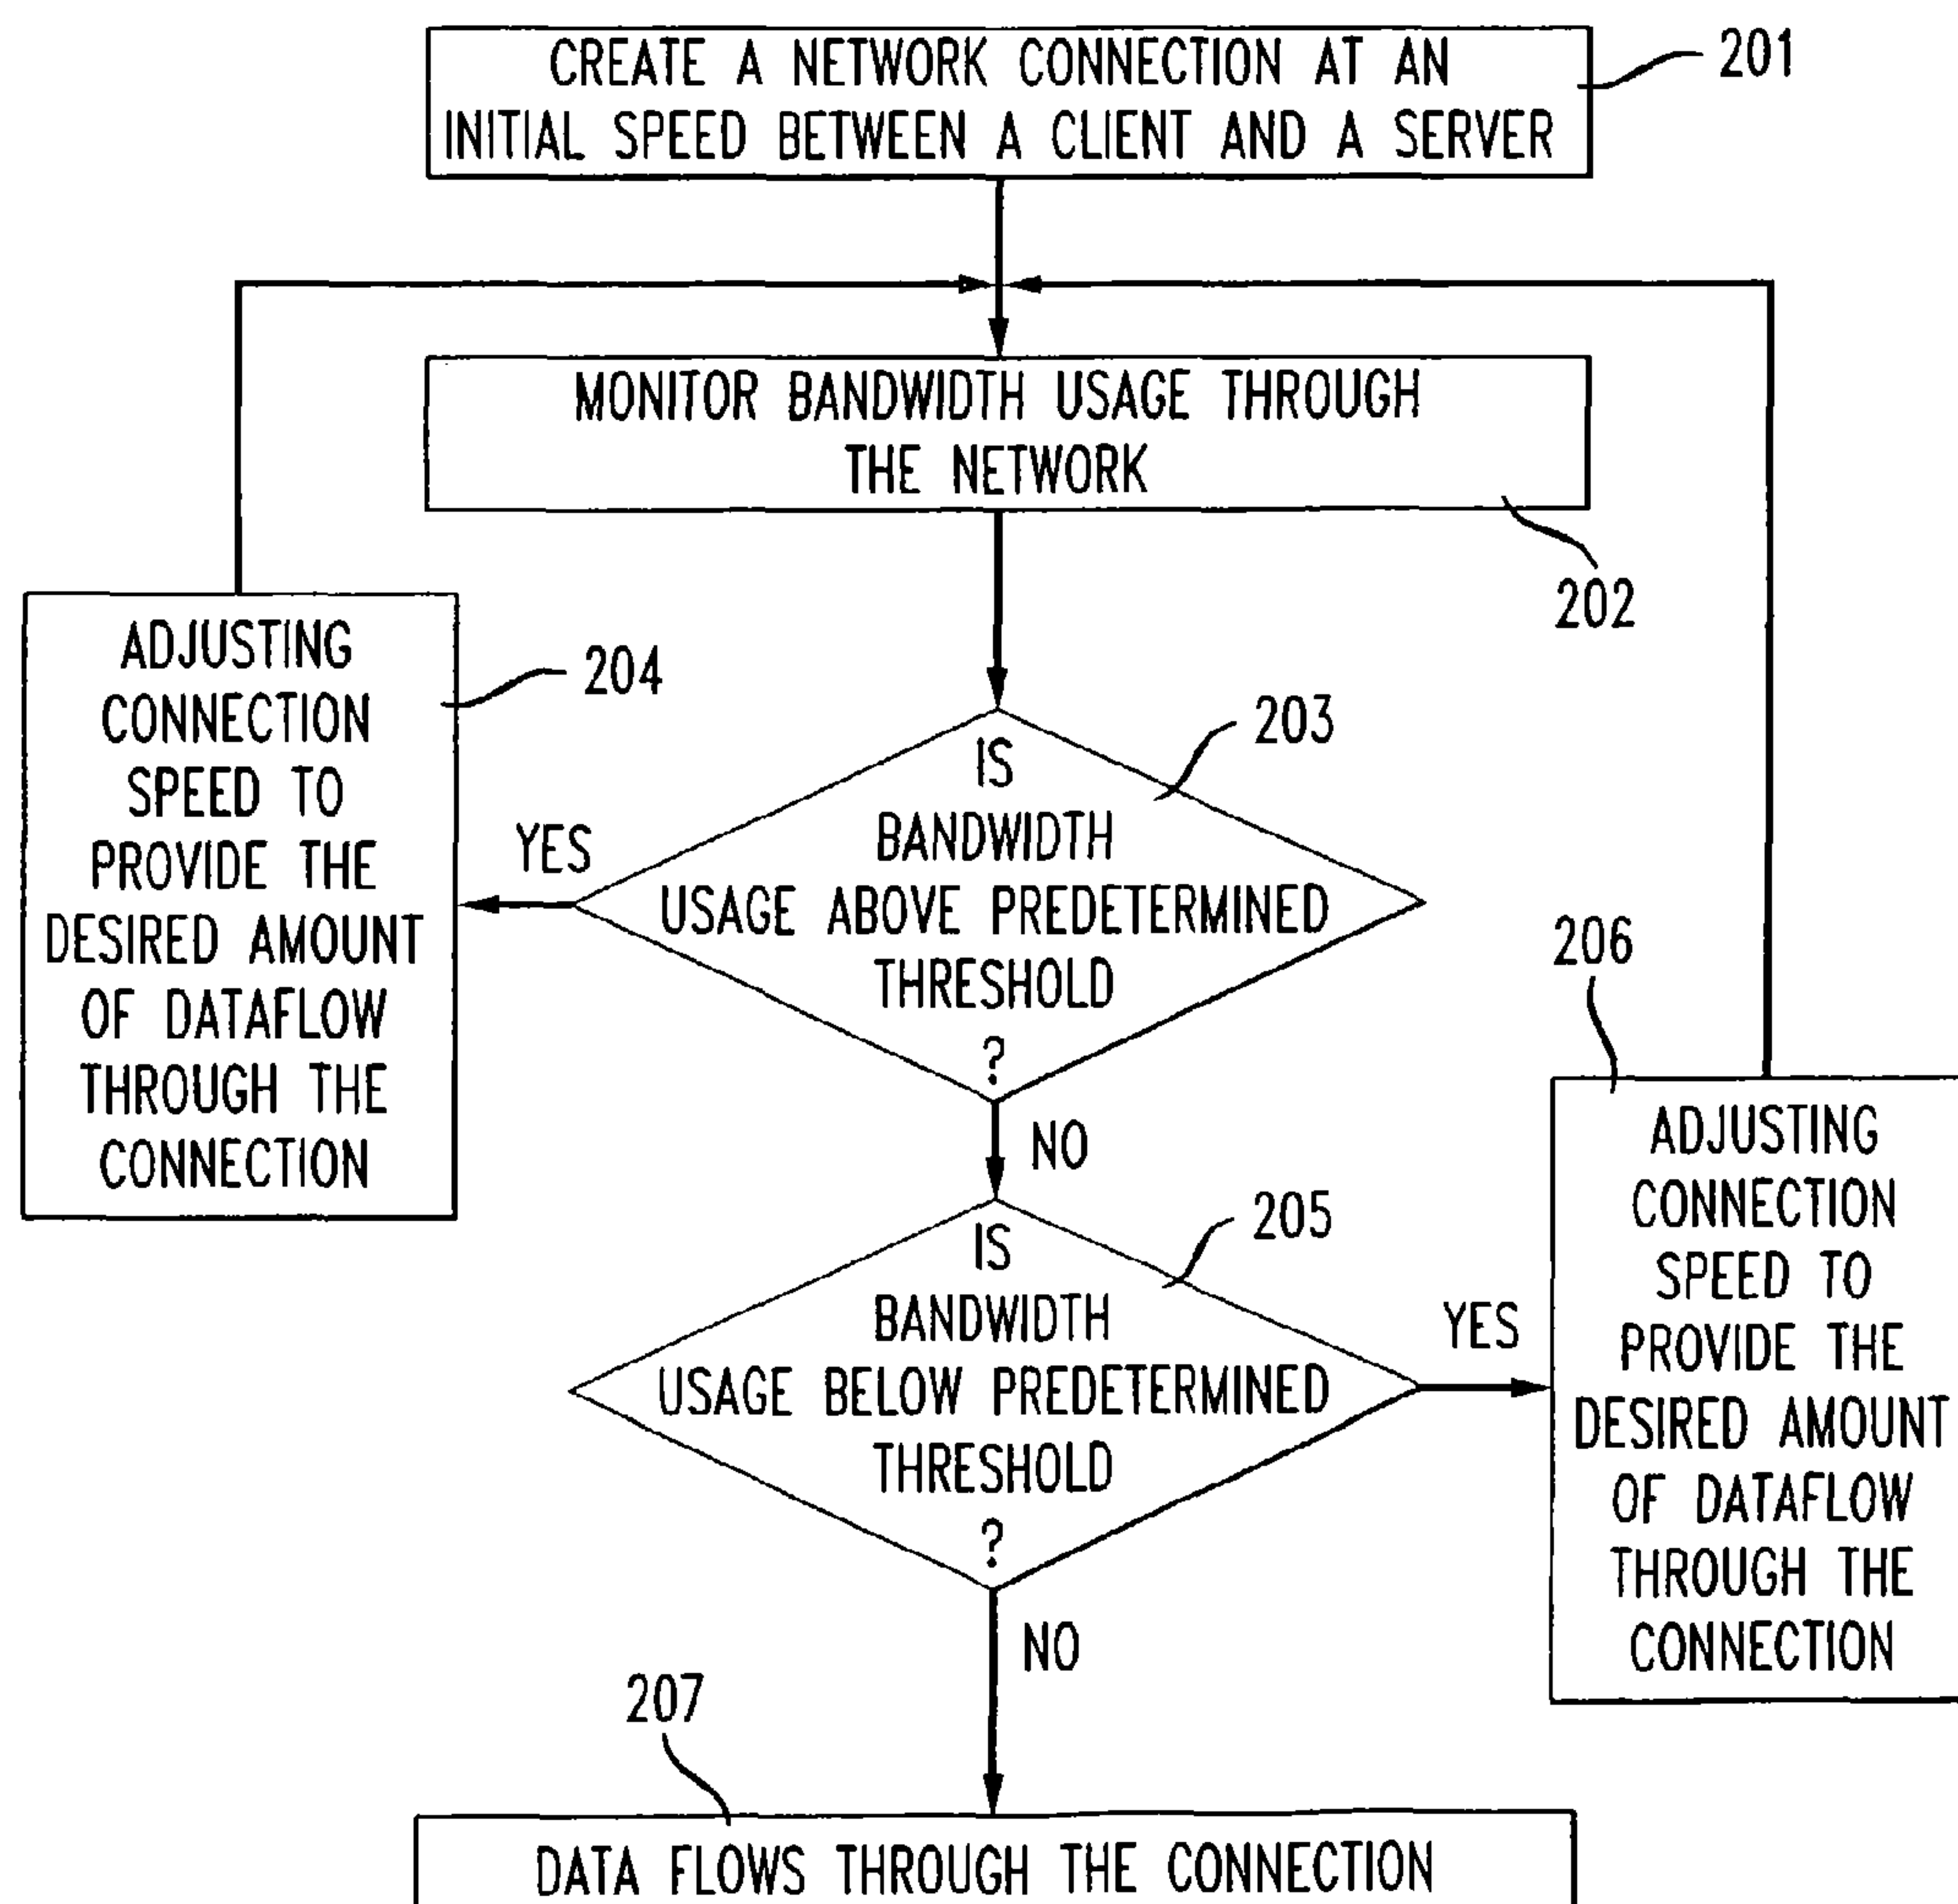 CREATE A NETWORK CONNECTION AT AN
INITIAL SPEED BETWEEN A CLIENT AND A SERVER
201
MONITOR BANDWIDTH USAGE THROUGH
THE NETWORK
202
ADJUSTING
CONNECTION
SPEED TO
PROVIDE THE
DESIRED AMOUNT
OF DATAFLOW
THROUGH THE
CONNECTION
204
YES
IS
BANDWIDTH
USAGE ABOVE PREDETERMINED
THRESHOLD
?
203
NO
IS
BANDWIDTH
USAGE BELOW PREDETERMINED
THRESHOLD
?
205
YES
206
ADJUSTING
CONNECTION
SPEED TO
PROVIDE THE
DESIRED AMOUNT
OF DATAFLOW
THROUGH THE
CONNECTION
NO
207
DATA FLOWS THROUGH THE CONNECTION